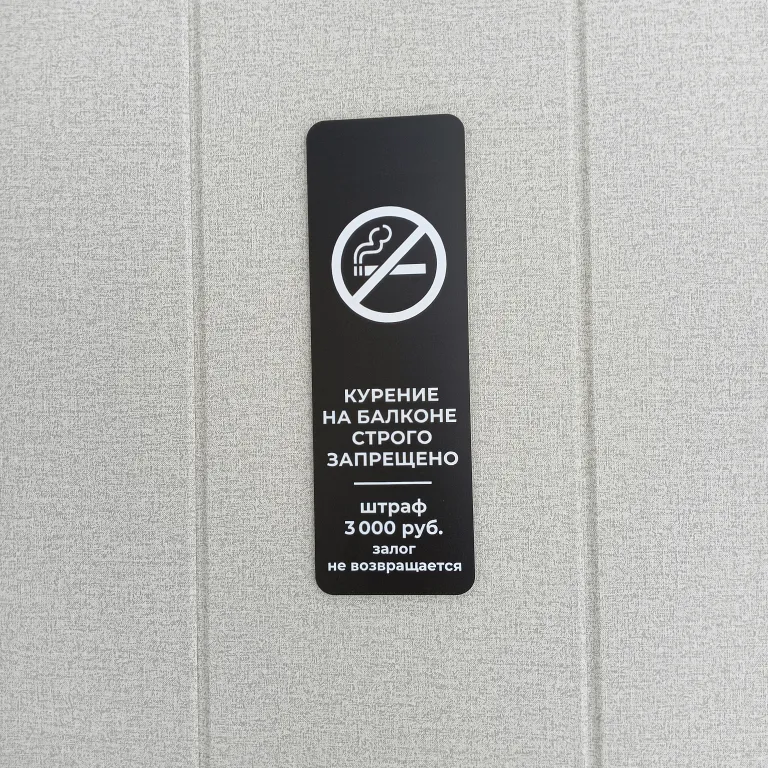 КУРЕНИЕ
НА БАЛКОНЕ
СТРОГО
ЗАПРЕЩЕНО
штраф
3 000 руб.
залог
не возвращается